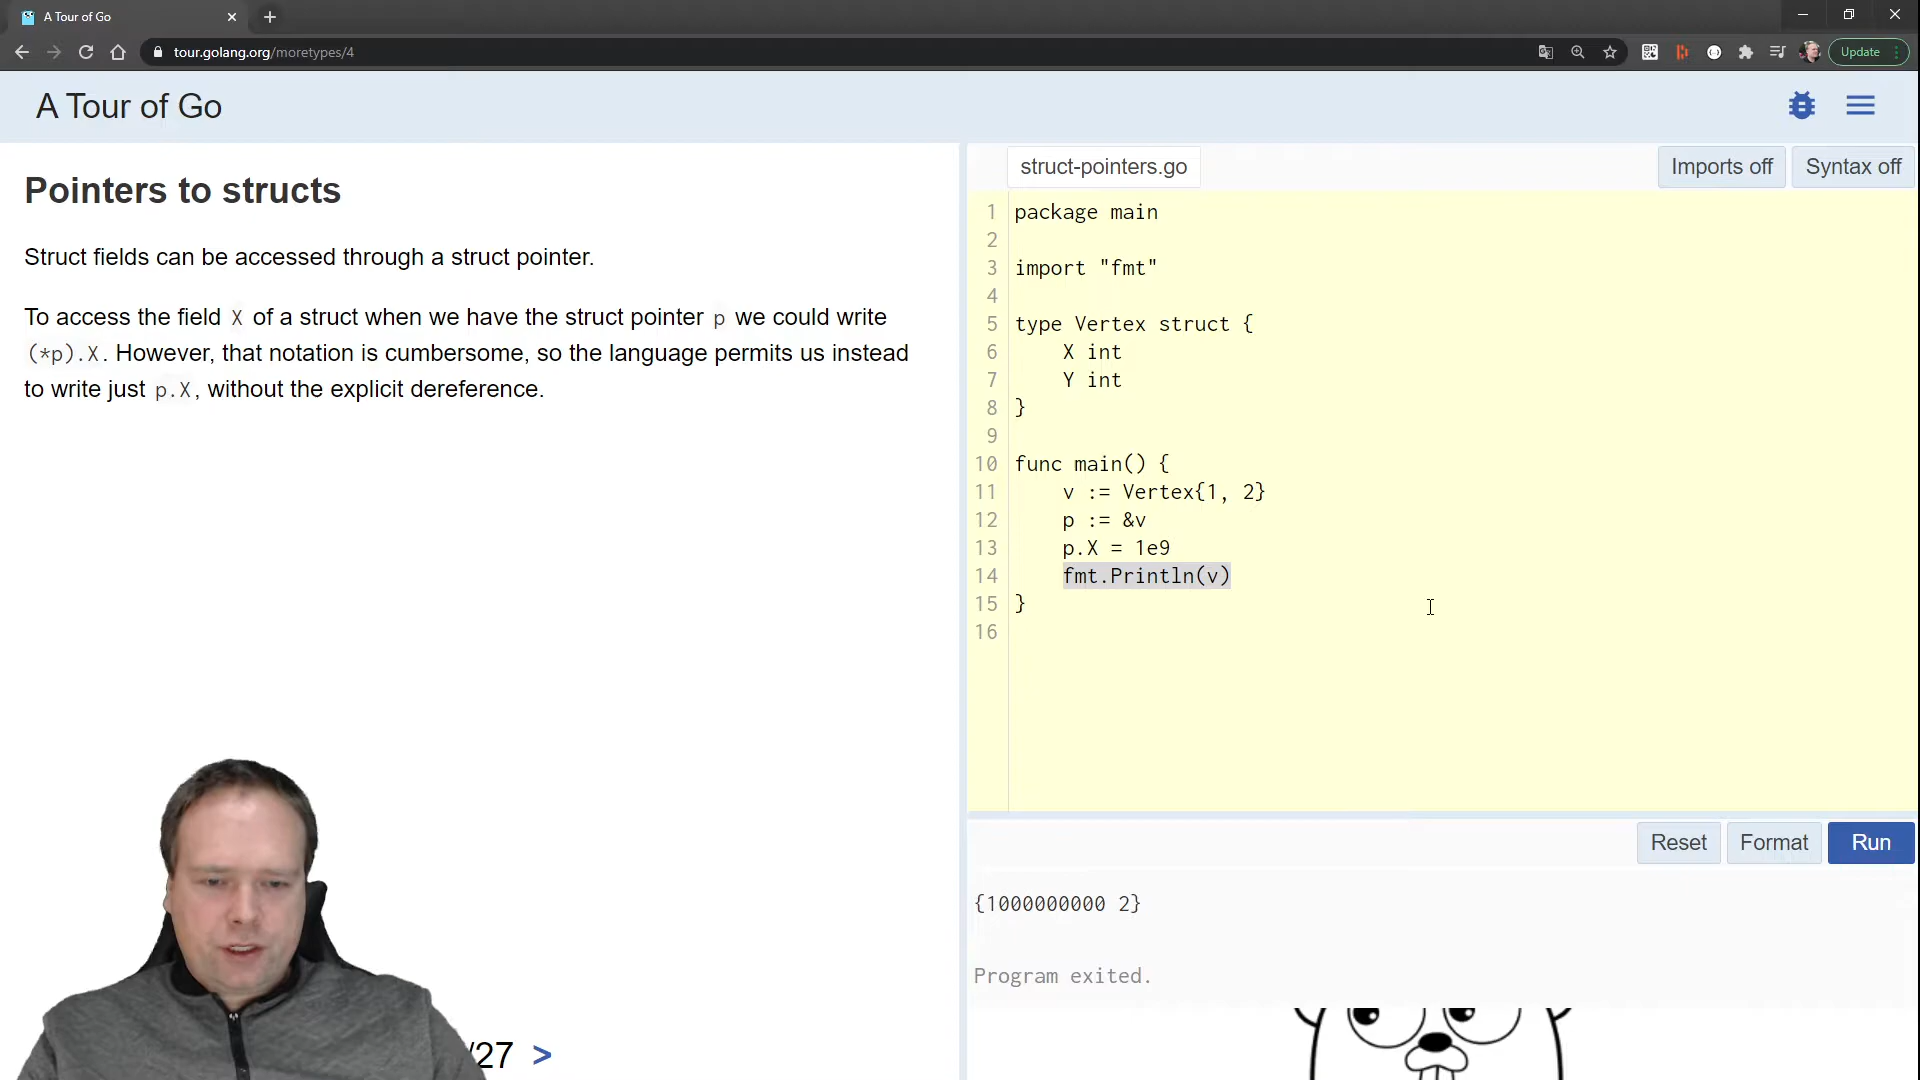 A Tour of Go
tour.golang.org/moretypes/4
Update
A Tour of Go
Pointers to structs
Struct fields can be accessed through a struct pointer.
To access the field X of a struct when we have the struct pointer p we could write
(*p).X. However, that notation is cumbersome, so the language permits us instead
to write just p.X, without the explicit dereference.
/27 >
struct-pointers.go
Imports off
Syntax off
1 package main
2
3 import "fmt"
4
5 type Vertex struct {
6 X int
7 Y int
8 }
9
10 func main() {
11 v := Vertex{1, 2}
12 p := &v
13 p.X = 1e9
14 fmt.Println(v)
15 }
16
Reset
Format
Run
{1000000000 2}
Program exited.